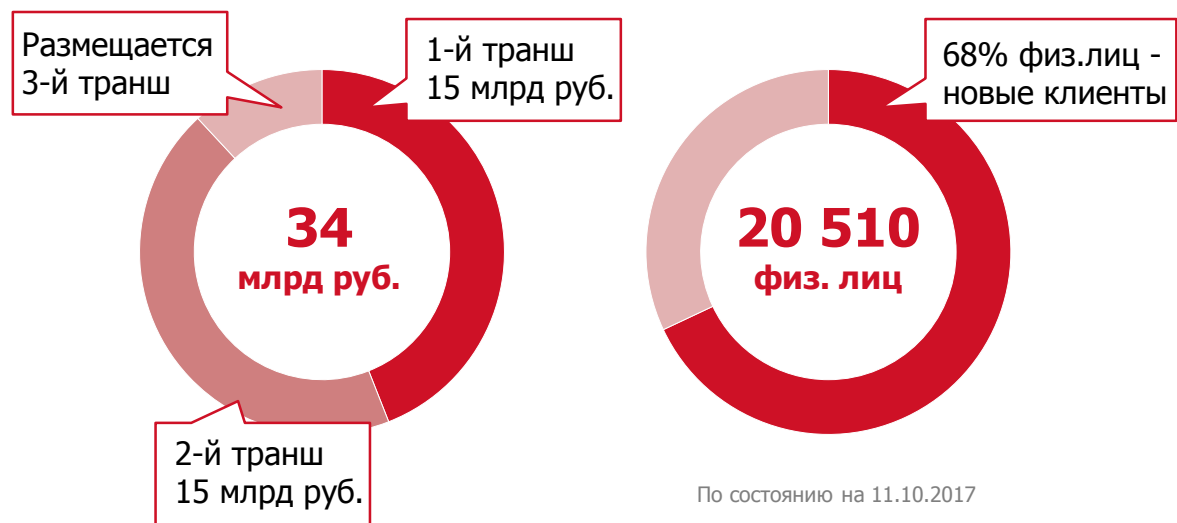 Размещается
3-й транш
1-й транш
15 млрд руб.
34
млрд руб.
2-й транш
15 млрд руб.
68% физ.лиц -
новые клиенты
20 510
физ. лиц
По состоянию на 11.10.2017